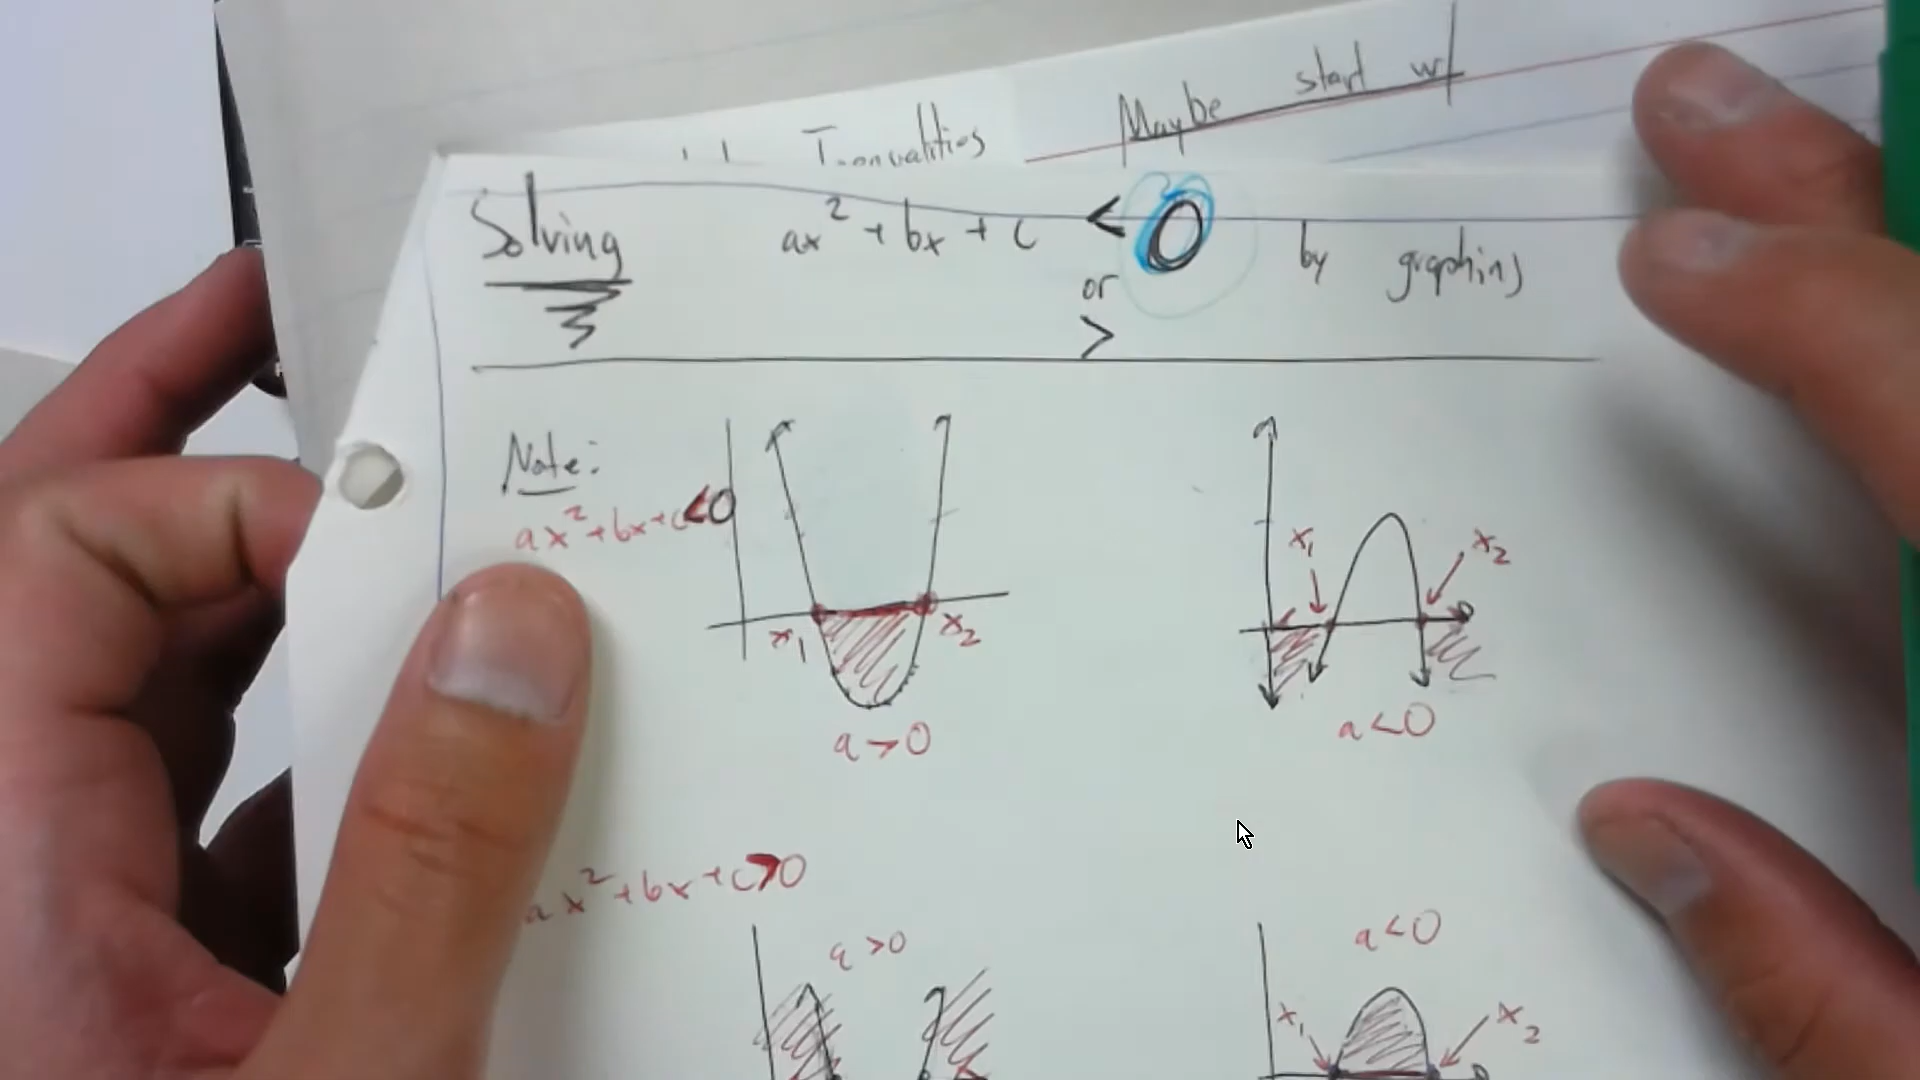 Maybe start w/
Inequalities
Solving ax² + bx + c < 0 by graphing
or
>
Note:
ax² + bx + c < 0
x₁ x₂
a > 0
x₁ x₂
a < 0
ax² + bx + c > 0
a > 0
a < 0
x₁ x₂